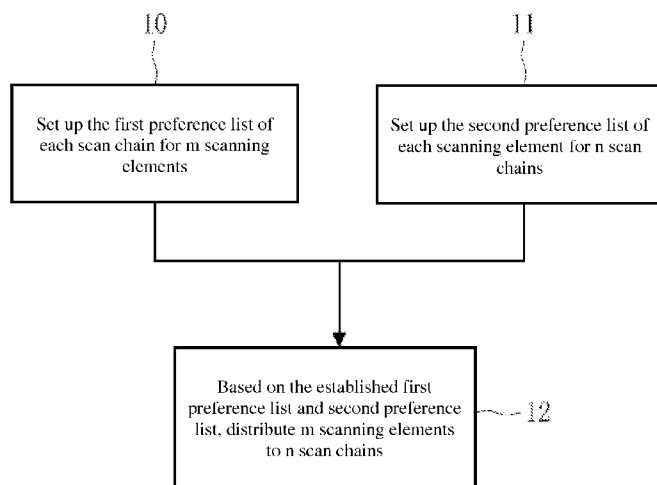 10
11
Set up the first preference list of
each scan chain for m scanning
elements
Set up the second preference list of
each scanning element for n scan
chains
Based on the established first
preference list and second preference
list, distribute m scanning elements
to n scan chains
12